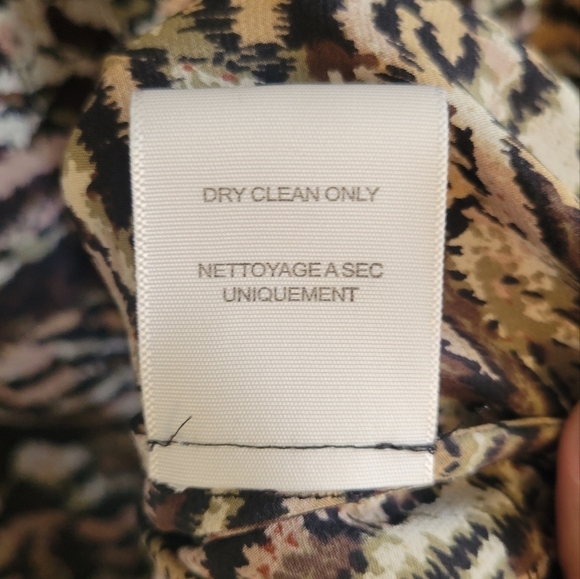 DRY CLEAN ONLY
NETTOYAGE A SEC
UNIQUEMENT